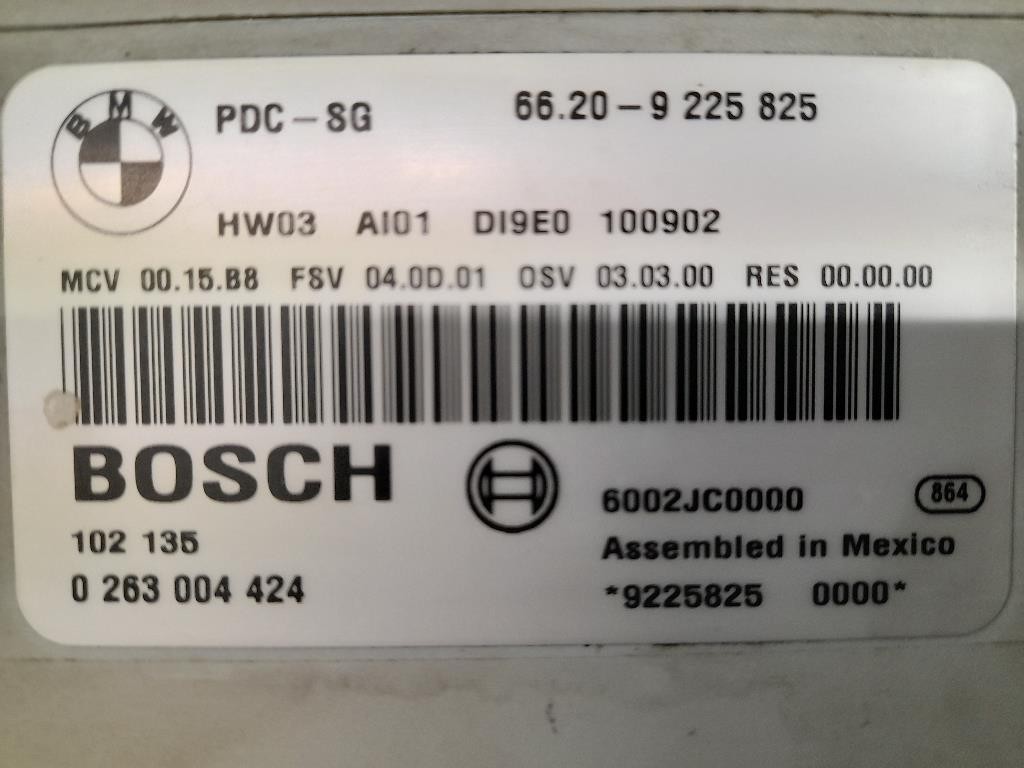 BMW
PDC-SG 66.20-9 225 825
HW03 AI01 DI9E0 100902
MCV 00.15.B8 FSV 04.0D.01 OSV 03.03.00 RES 00.00.00
BOSCH
6002JC0000 864
102 135 Assembled in Mexico
0 263 004 424 *9225825 0000*